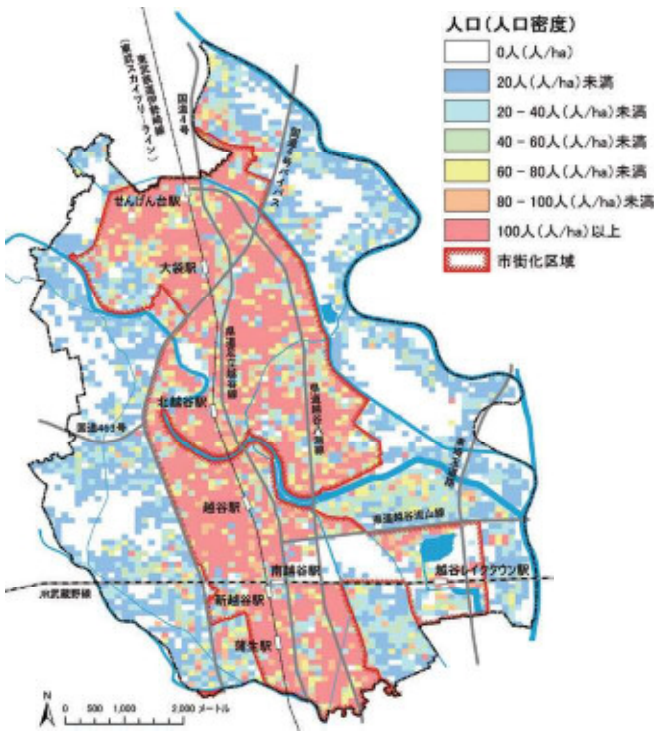 人口(人口密度)
0人(人/ha)
20人(人/ha)未満
20－40人(人/ha)未満
40－60人(人/ha)未満
60－80人(人/ha)未満
80－100人(人/ha)未満
100人(人/ha)以上
市街化区域
東武鉄道伊勢崎線
(東武スカイツリーライン)
国道4号
国道4号バイパス
せんげん台駅
大袋駅
県道足立越谷線
北越谷駅
国道463号
県道越谷八潮線
越谷駅
県道越谷流山線
南越谷駅
越谷レイクタウン駅
JR武蔵野線
新越谷駅
蒲生駅
N
0 500 1,000 2,000 メートル